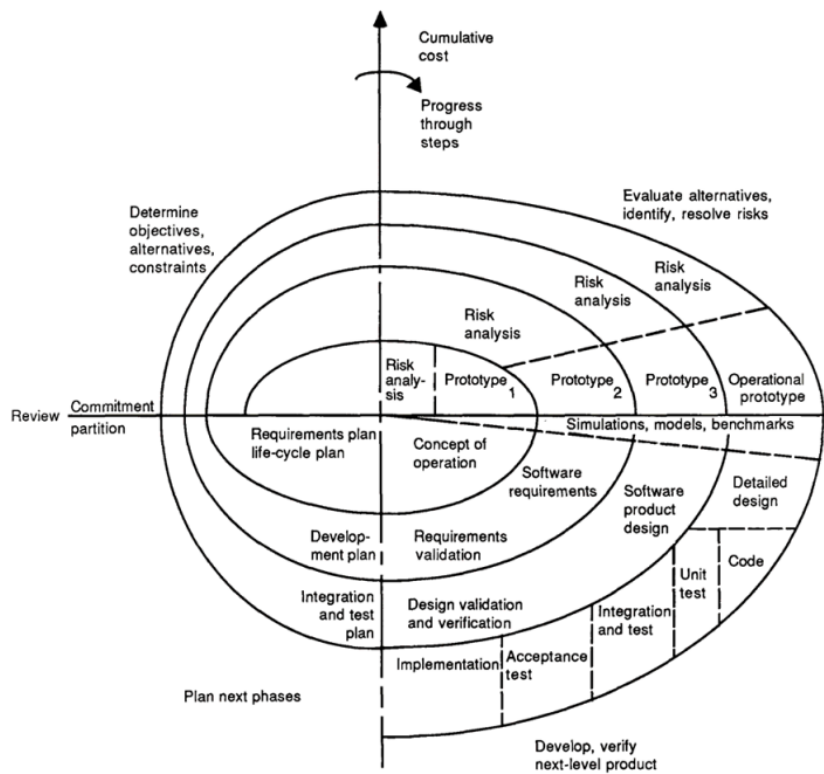 Cumulative
cost
Progress
through
steps
Evaluate alternatives,
identify, resolve risks
Determine
objectives,
alternatives,
constraints
Risk
analysis
Risk
analysis
Risk
analysis
Risk
analy-
sis
Prototype 1
Prototype 2
Prototype 3
Operational
prototype
Review
Commitment
partition
Simulations, models, benchmarks
Requirements plan
life-cycle plan
Concept of
operation
Software
requirements
Software
product
design
Detailed
design
Develop-
ment plan
Requirements
validation
Code
Unit
test
Integration
and test
plan
Design validation
and verification
Integration
and test
Acceptance
test
Implementation
Plan next phases
Develop, verify
next-level product